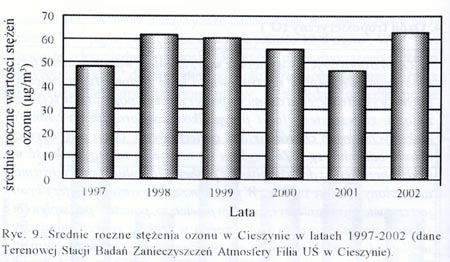 70
60
50
40
30
20
10
0
średnie roczne wartości stężeń
ozonu (µg/m³)
1997 1998 1999 2000 2001 2002
Lata
Ryc. 9. Średnie roczne stężenia ozonu w Cieszynie w latach 1997-2002 (dane
Terenowej Stacji Badań Zanieczyszczeń Atmosfery Filia UŚ w Cieszynie).